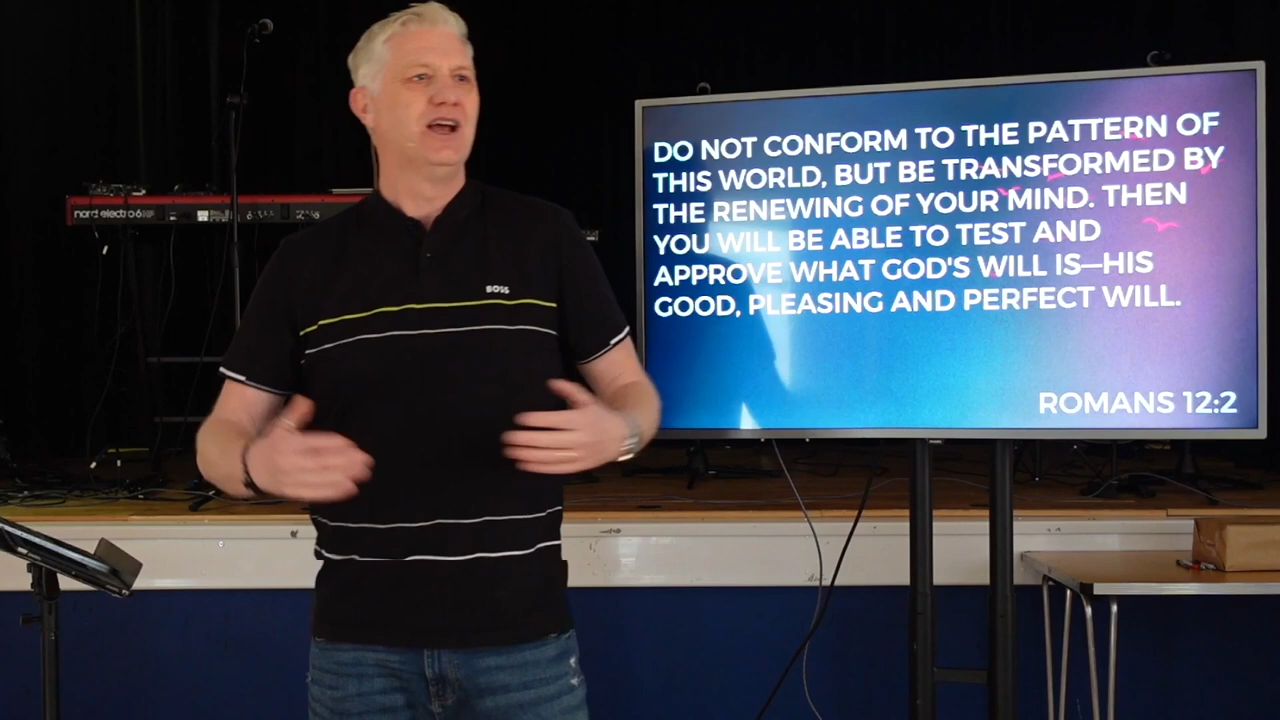 DO NOT CONFORM TO THE PATTERN OF
THIS WORLD, BUT BE TRANSFORMED BY
THE RENEWING OF YOUR MIND. THEN
YOU WILL BE ABLE TO TEST AND
APPROVE WHAT GOD'S WILL IS—HIS
GOOD, PLEASING AND PERFECT WILL.
ROMANS 12:2
nord electro 6
BOSS